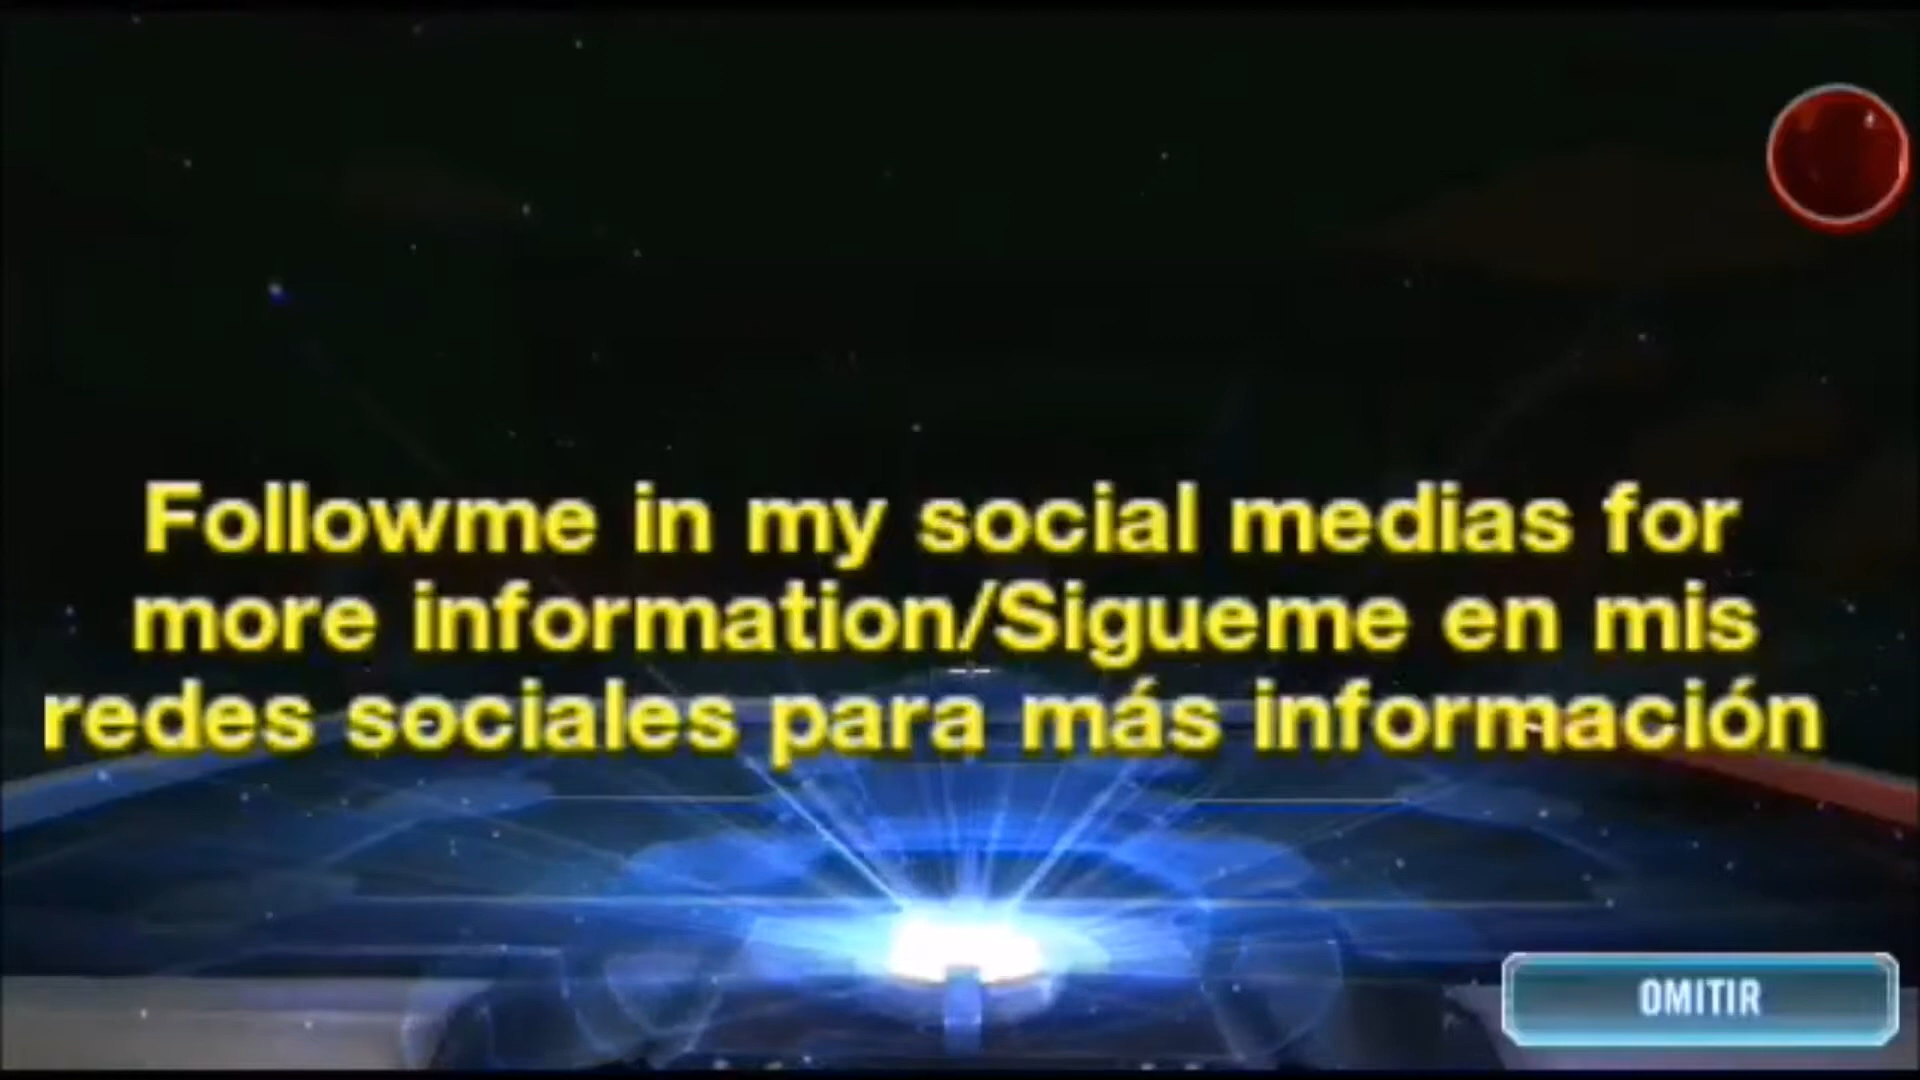 Followme in my social medias for
more information/Sigueme en mis
redes sociales para más información
OMITIR